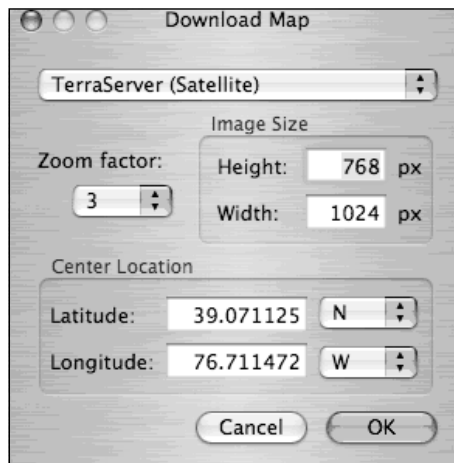 Download Map
TerraServer (Satellite)
Zoom factor:
3
Image Size
Height: 768 px
Width: 1024 px
Center Location
Latitude: 39.071125 N
Longitude: 76.711472 W
Cancel OK